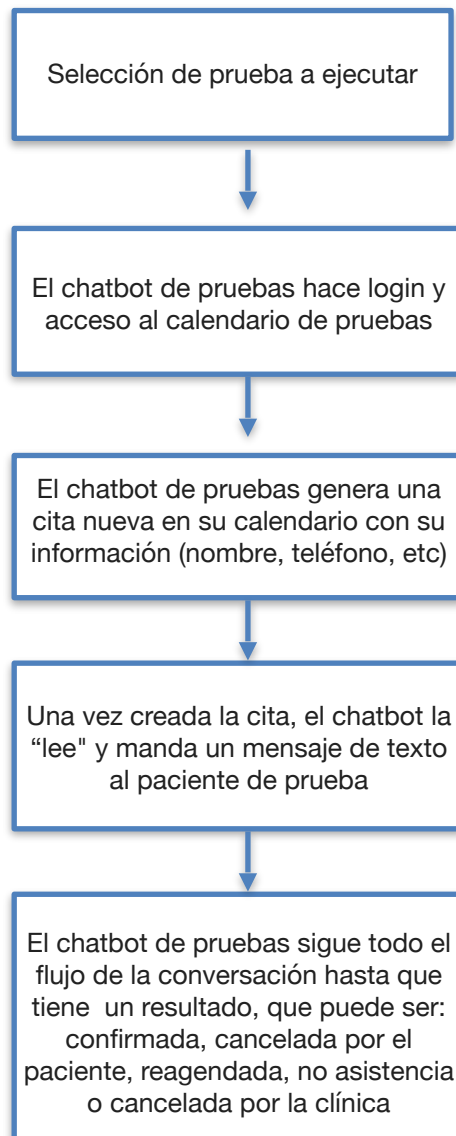 Selección de prueba a ejecutar
El chatbot de pruebas hace login y
acceso al calendario de pruebas
El chatbot de pruebas genera una
cita nueva en su calendario con su
información (nombre, teléfono, etc)
Una vez creada la cita, el chatbot la
“lee" y manda un mensaje de texto
al paciente de prueba
El chatbot de pruebas sigue todo el
flujo de la conversación hasta que
tiene  un resultado, que puede ser:
confirmada, cancelada por el
paciente, reagendada, no asistencia
o cancelada por la clínica